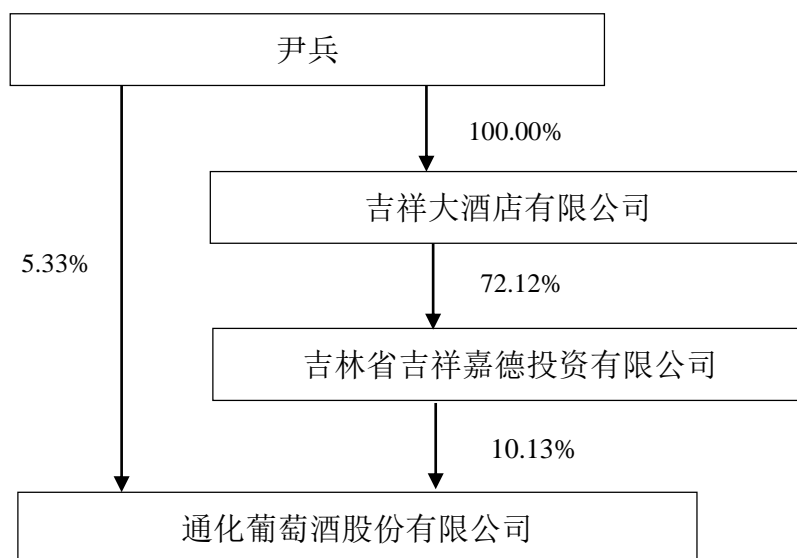 尹兵
100.00%
吉祥大酒店有限公司
5.33%
72.12%
吉林省吉祥嘉德投资有限公司
10.13%
通化葡萄酒股份有限公司